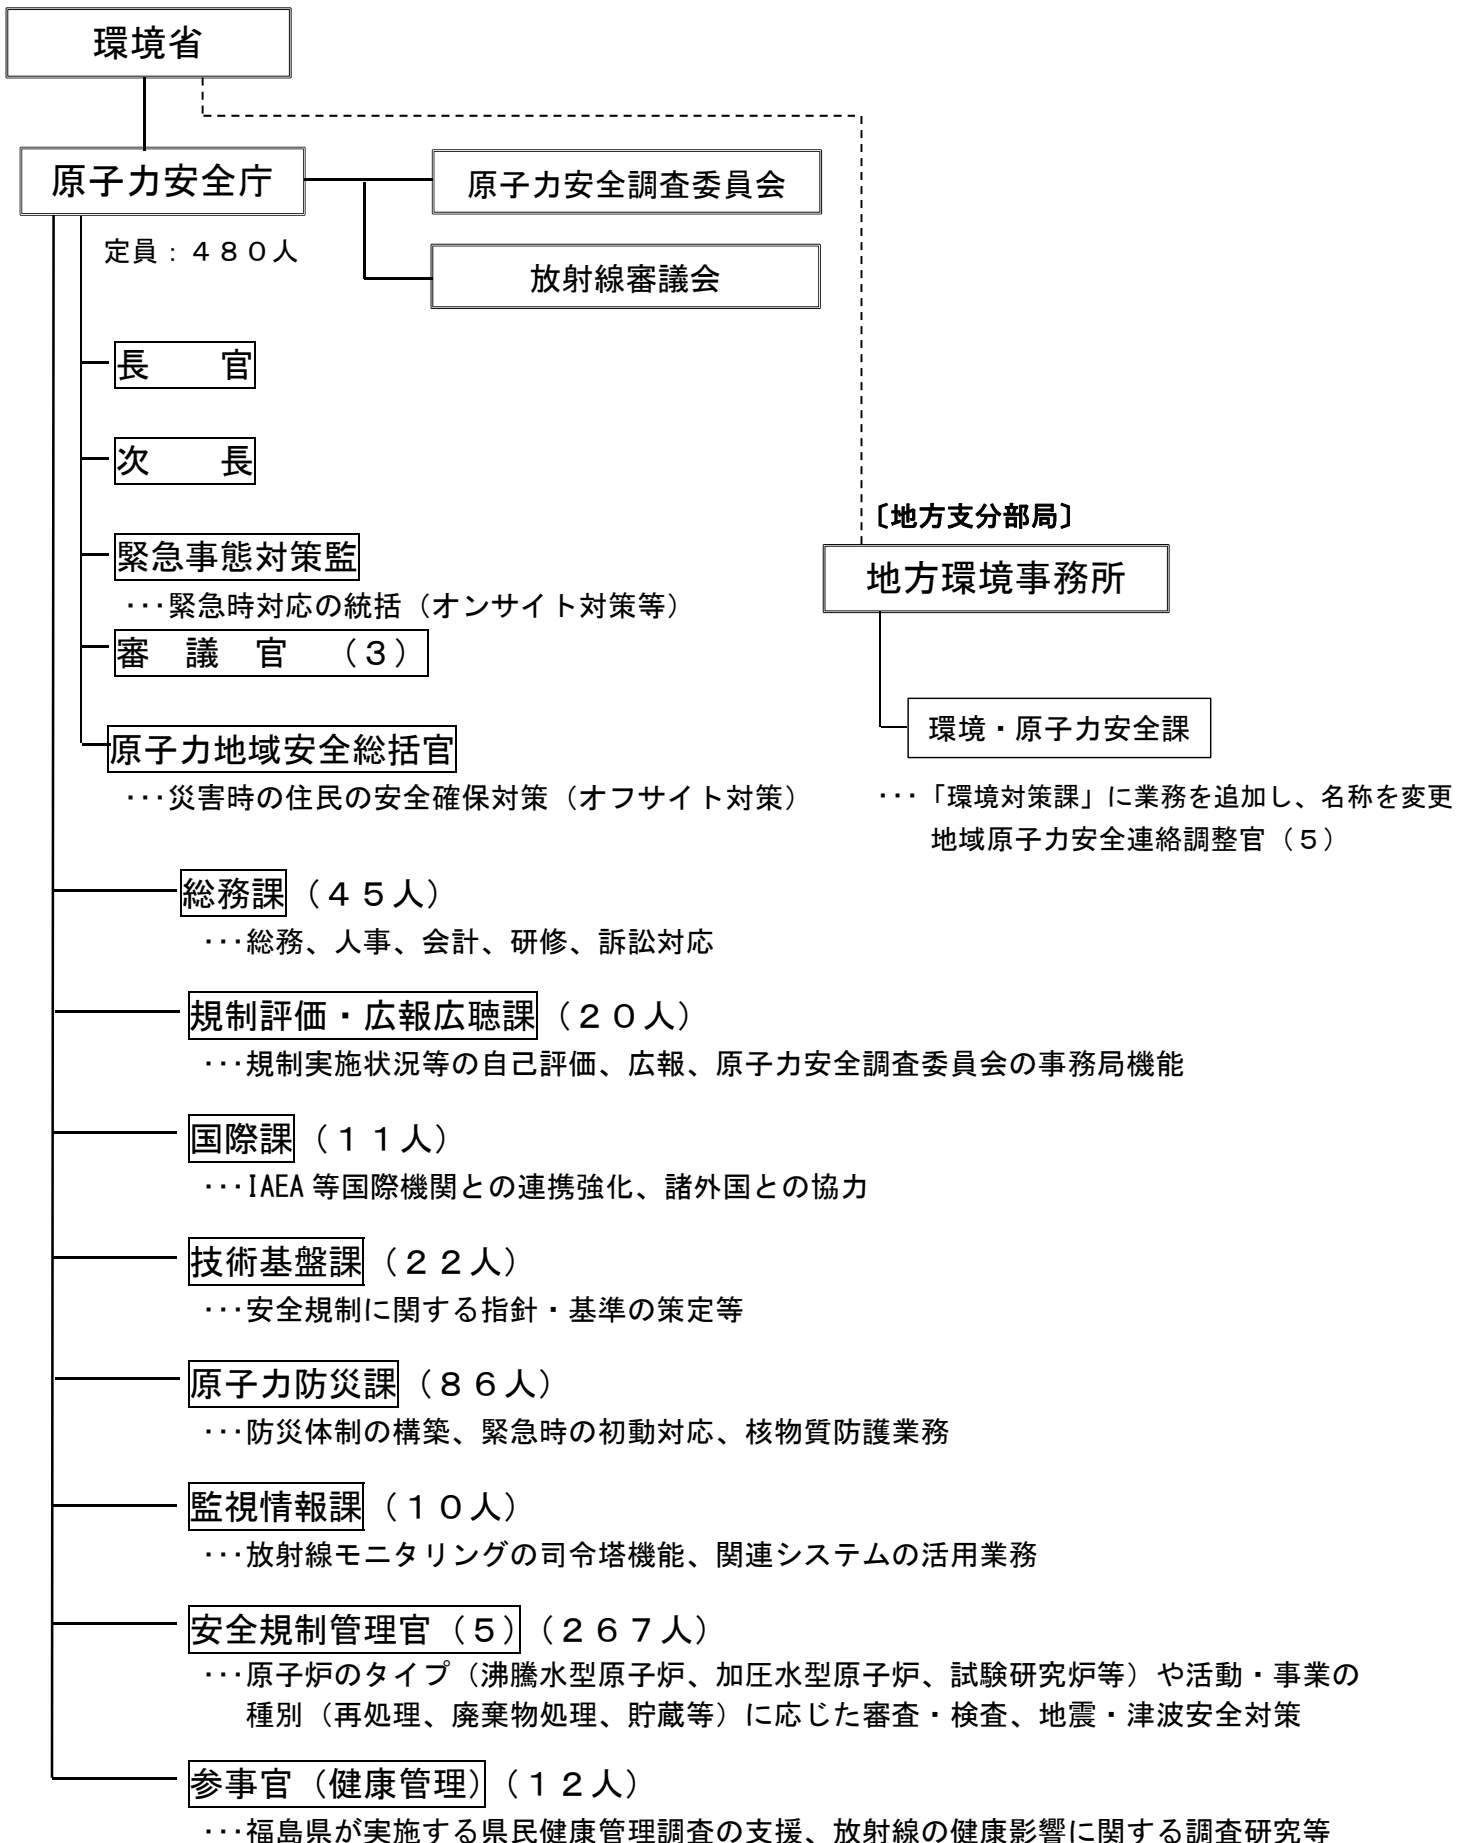 環境省
原子力安全庁
原子力安全調査委員会
定員：４８０人
放射線審議会
長　　官
次　　長
〔地方支分部局〕
緊急事態対策監
地方環境事務所
･･･緊急時対応の統括（オンサイト対策等）
審　議　官　（３）
環境・原子力安全課
原子力地域安全総括官
･･･災害時の住民の安全確保対策（オフサイト対策）
･･･「環境対策課」に業務を追加し、名称を変更
地域原子力安全連絡調整官（５）
総務課（４５人）
･･･総務、人事、会計、研修、訴訟対応
規制評価・広報広聴課（２０人）
･･･規制実施状況等の自己評価、広報、原子力安全調査委員会の事務局機能
国際課（１１人）
･･･IAEA等国際機関との連携強化、諸外国との協力
技術基盤課（２２人）
･･･安全規制に関する指針・基準の策定等
原子力防災課（８６人）
･･･防災体制の構築、緊急時の初動対応、核物質防護業務
監視情報課（１０人）
･･･放射線モニタリングの司令塔機能、関連システムの活用業務
安全規制管理官（５）（２６７人）
･･･原子炉のタイプ（沸騰水型原子炉、加圧水型原子炉、試験研究炉等）や活動・事業の
種別（再処理、廃棄物処理、貯蔵等）に応じた審査・検査、地震・津波安全対策
参事官（健康管理）（１２人）
･･･福島県が実施する県民健康管理調査の支援、放射線の健康影響に関する調査研究等